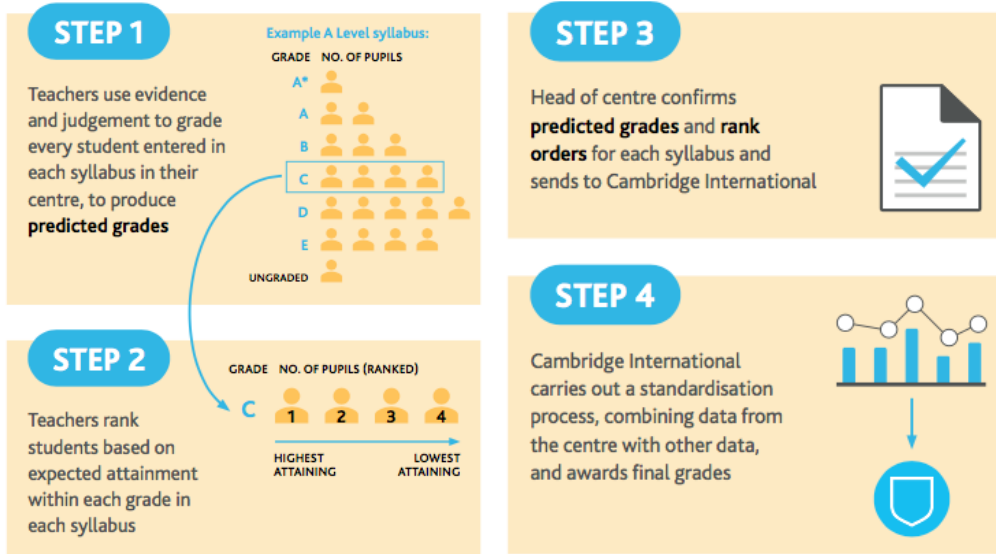 STEP 1
Teachers use evidence
and judgement to grade
every student entered in
each syllabus in their
centre, to produce
predicted grades
Example A Level syllabus:
GRADE NO. OF PUPILS
A*
A
B
C
D
E
UNGRADED
STEP 2
Teachers rank
students based on
expected attainment
within each grade in
each syllabus
GRADE NO. OF PUPILS (RANKED)
C 1 2 3 4
HIGHEST LOWEST
ATTAINING ATTAINING
STEP 3
Head of centre confirms
predicted grades and rank
orders for each syllabus and
sends to Cambridge International
STEP 4
Cambridge International
carries out a standardisation
process, combining data from
the centre with other data,
and awards final grades